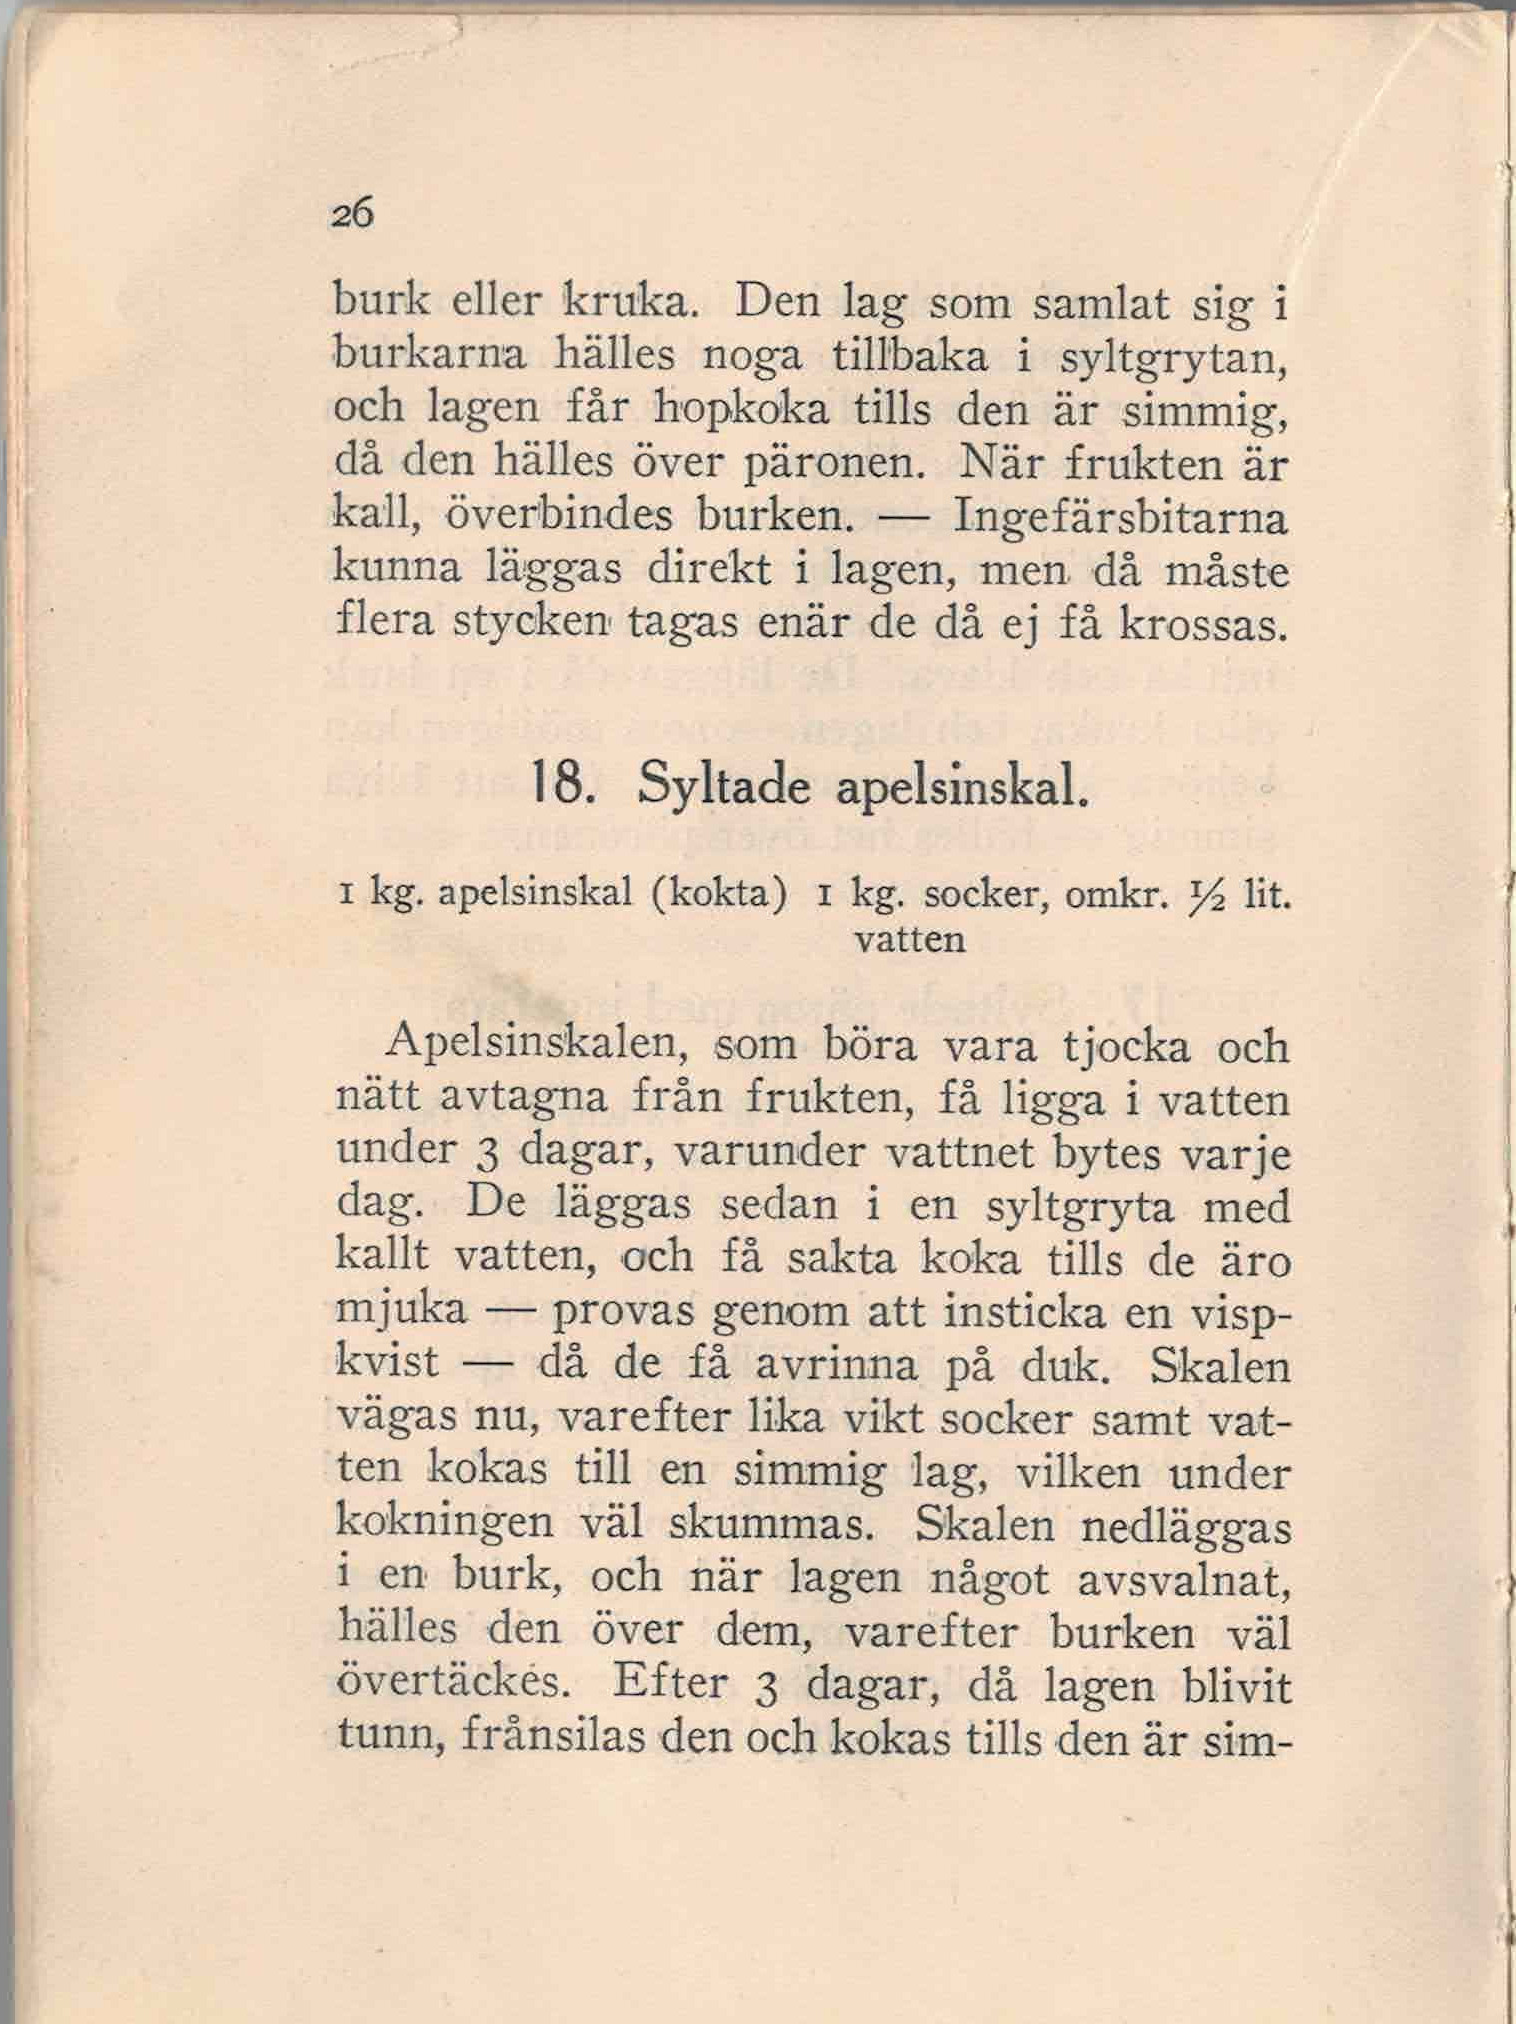 26
burk eller kruka. Den lag som samlat sig i
burkarna hälles noga tillbaka i syltgrytan,
och lagen får hopkoka tills den är simmig,
då den hälles över päronen. När frukten är
kall, överbindes burken. — Ingefärsbitarna
kunna läggas direkt i lagen, men då måste
flera stycken tagas enär de då ej få krossas.
18. Syltade apelsinskal.
1 kg. apelsinskal (kokta) 1 kg. socker, omkr. ½ lit.
vatten
Apelsinskalen, som böra vara tjocka och
nätt avtagna från frukten, få ligga i vatten
under 3 dagar, varunder vattnet bytes varje
dag. De läggas sedan i en syltgryta med
kallt vatten, och få sakta koka tills de äro
mjuka — provas genom att insticka en visp-
kvist — då de få avrinna på duk. Skalen
vägas nu, varefter lika vikt socker samt vat-
ten kokas till en simmig lag, vilken under
kokningen väl skummas. Skalen nedläggas
i en burk, och när lagen något avsvalnat,
hälles den över dem, varefter burken väl
övertäckes. Efter 3 dagar, då lagen blivit
tunn, frånsilas den och kokas tills den är sim-